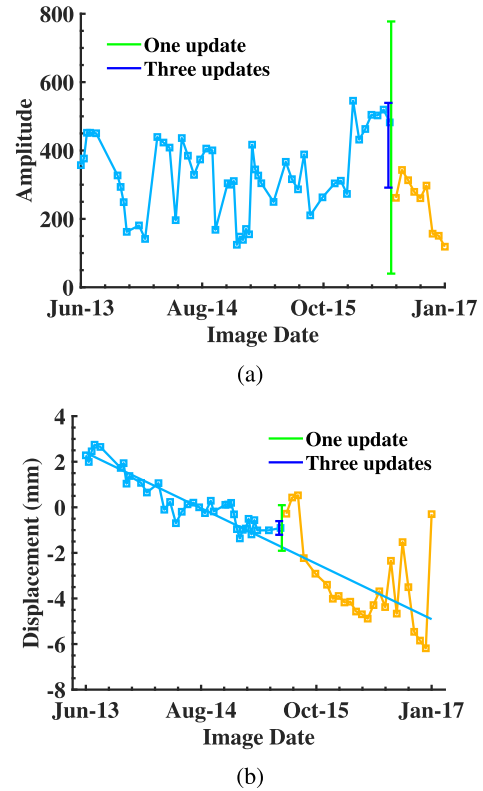 800
600
400
200
0
Amplitude
One update
Three updates
Jun-13 Aug-14 Oct-15 Jan-17
Image Date
(a)
4
2
0
-2
-4
-6
-8
Displacement (mm)
One update
Three updates
Jun-13 Aug-14 Oct-15 Jan-17
Image Date
(b)